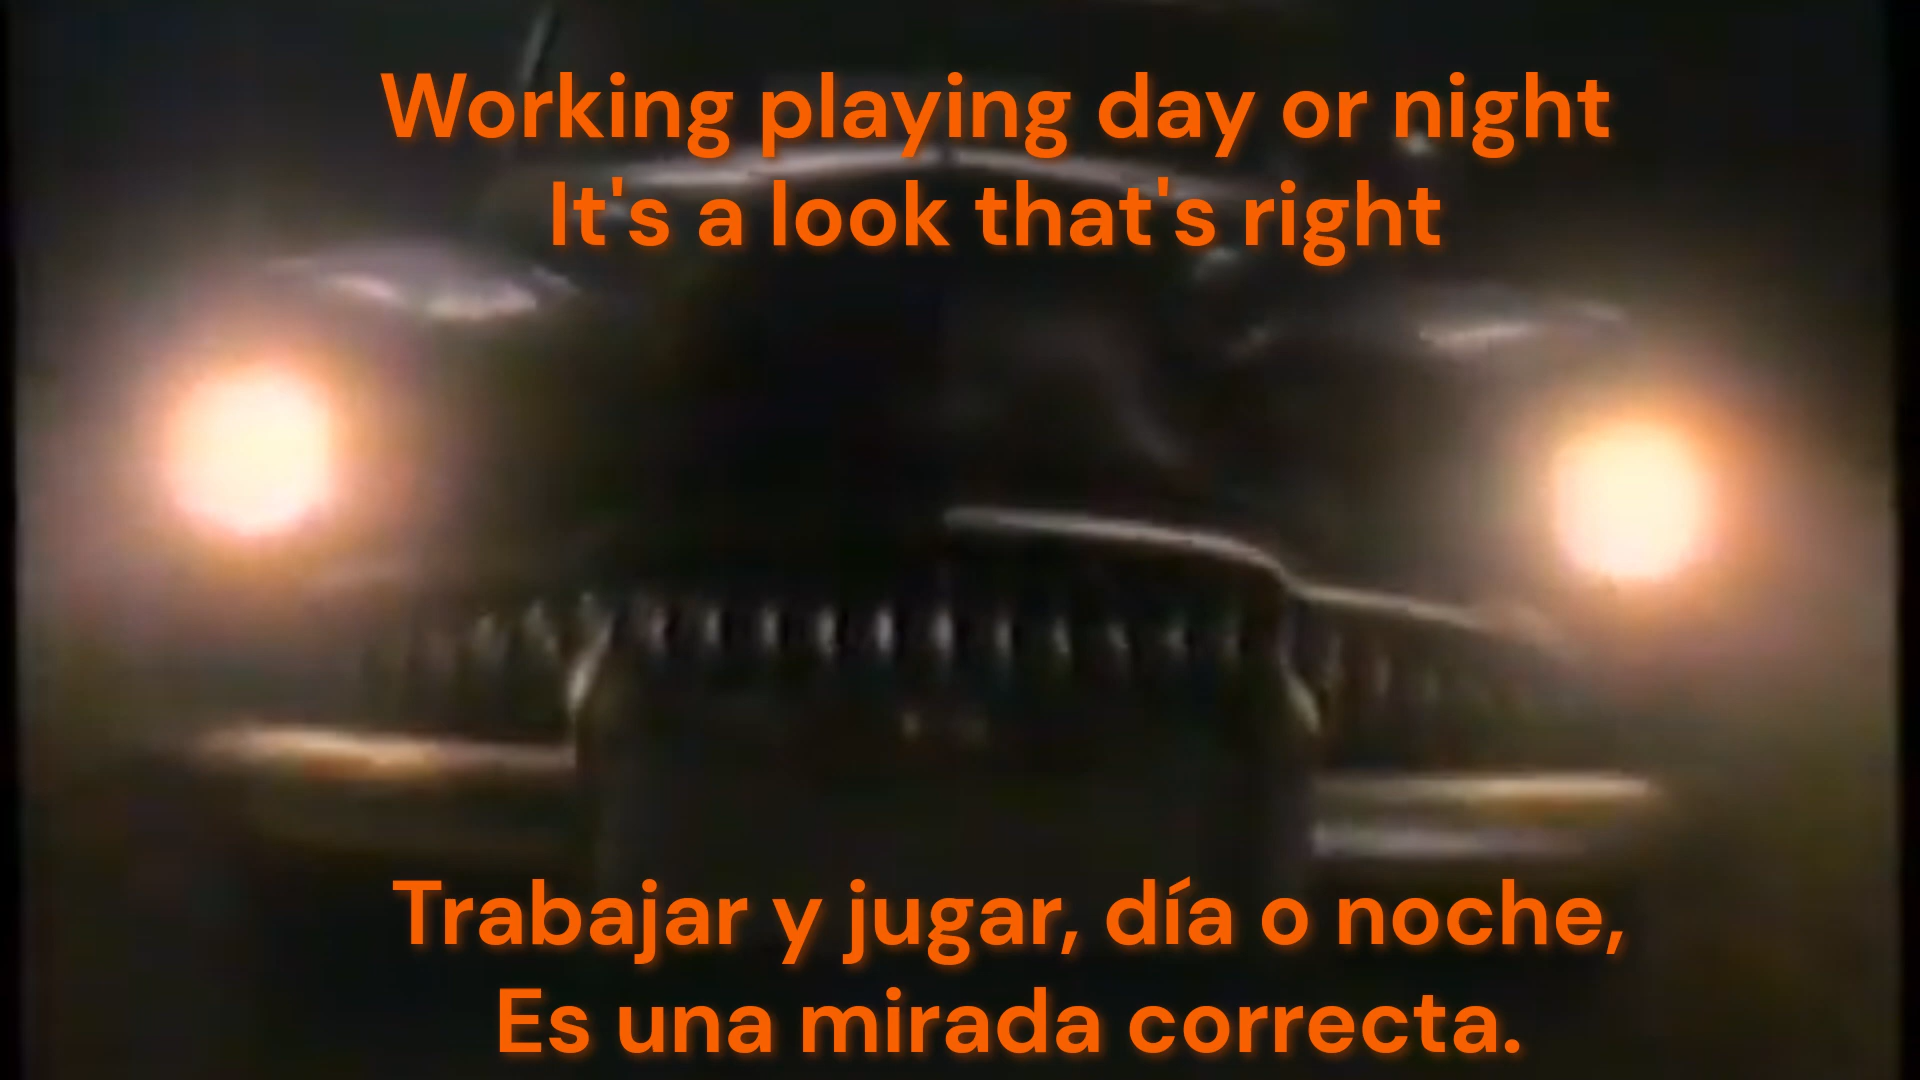 Working playing day or night
It's a look that's right
Trabajar y jugar, día o noche,
Es una mirada correcta.